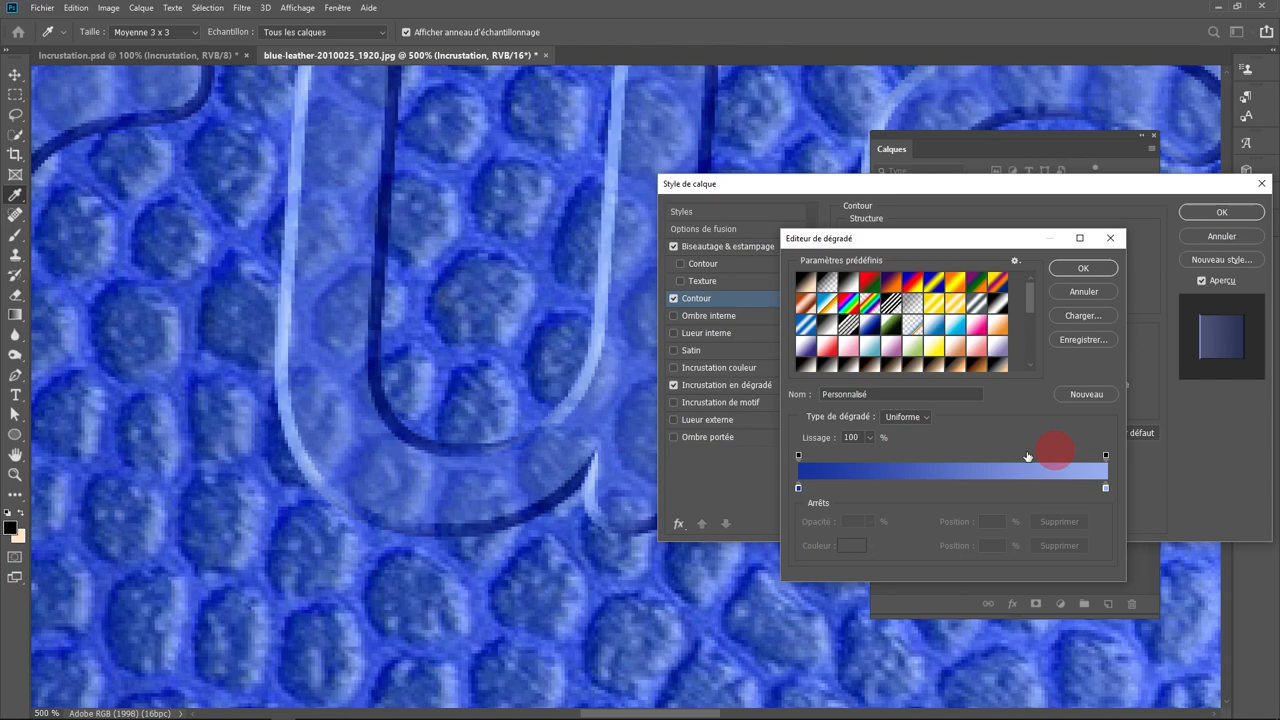 Ps Fichier Edition Image Calque Texte Sélection Filtre 3D Affichage Fenêtre Aide
Taille : Moyenne 3 x 3 Echantillon : Tous les calques Afficher anneau d'échantillonnage
Incrustation.psd @ 100% (Incrustation, RVB/8) * × blue-leather-2010025_1920.jpg @ 500% (Incrustation, RVB/16*) * ×
Calques
Type
Style de calque
Styles
Contour
Structure
OK
Options de fusion
Annuler
Editeur de dégradé
Biseautage & estampage
Nouveau style...
Contour
Paramètres prédéfinis
OK
Texture
Aperçu
Contour
Annuler
Ombre interne
Charger...
Lueur interne
Enregistrer...
Satin
Incrustation couleur
Incrustation en dégradé
Nom : Personnalisé
Nouveau
Incrustation de motif
Lueur externe
Type de dégradé : Uniforme
Ombre portée
Lissage : 100 %
r défaut
Arrêts
fx
Opacité : % Position : % Supprimer
Couleur : Position : % Supprimer
fx
500 % Adobe RGB (1998) (16bpc)